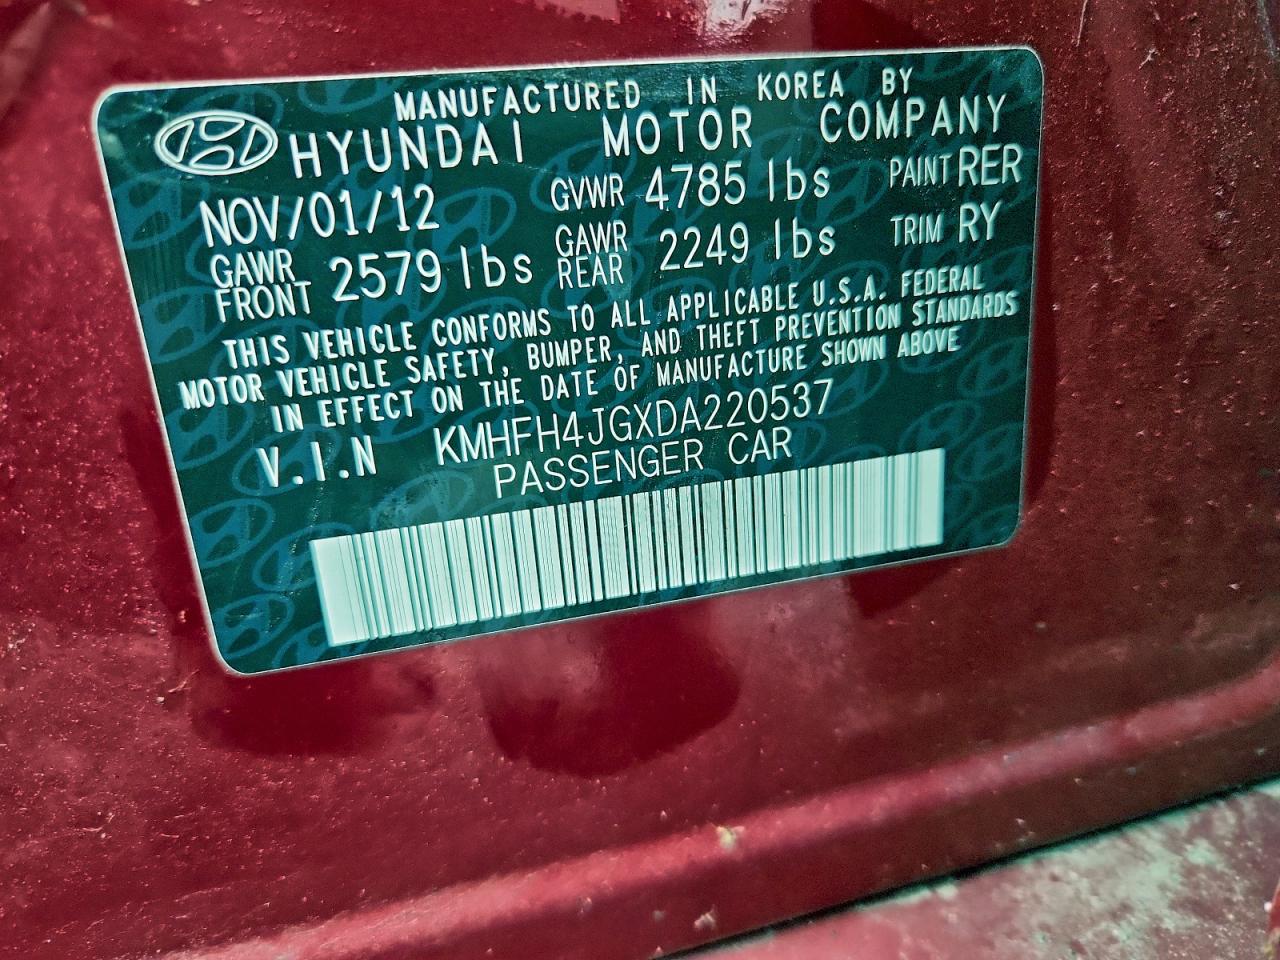 MANUFACTURED IN KOREA BY
HYUNDAI MOTOR COMPANY
NOV/01/12 GVWR 4785 lbs PAINT RER
GAWR FRONT 2579 lbs GAWR REAR 2249 lbs TRIM RY
THIS VEHICLE CONFORMS TO ALL APPLICABLE U.S.A. FEDERAL
MOTOR VEHICLE SAFETY, BUMPER, AND THEFT PREVENTION STANDARDS
IN EFFECT ON THE DATE OF MANUFACTURE SHOWN ABOVE
V.I.N KMHFH4JGXDA220537
PASSENGER CAR